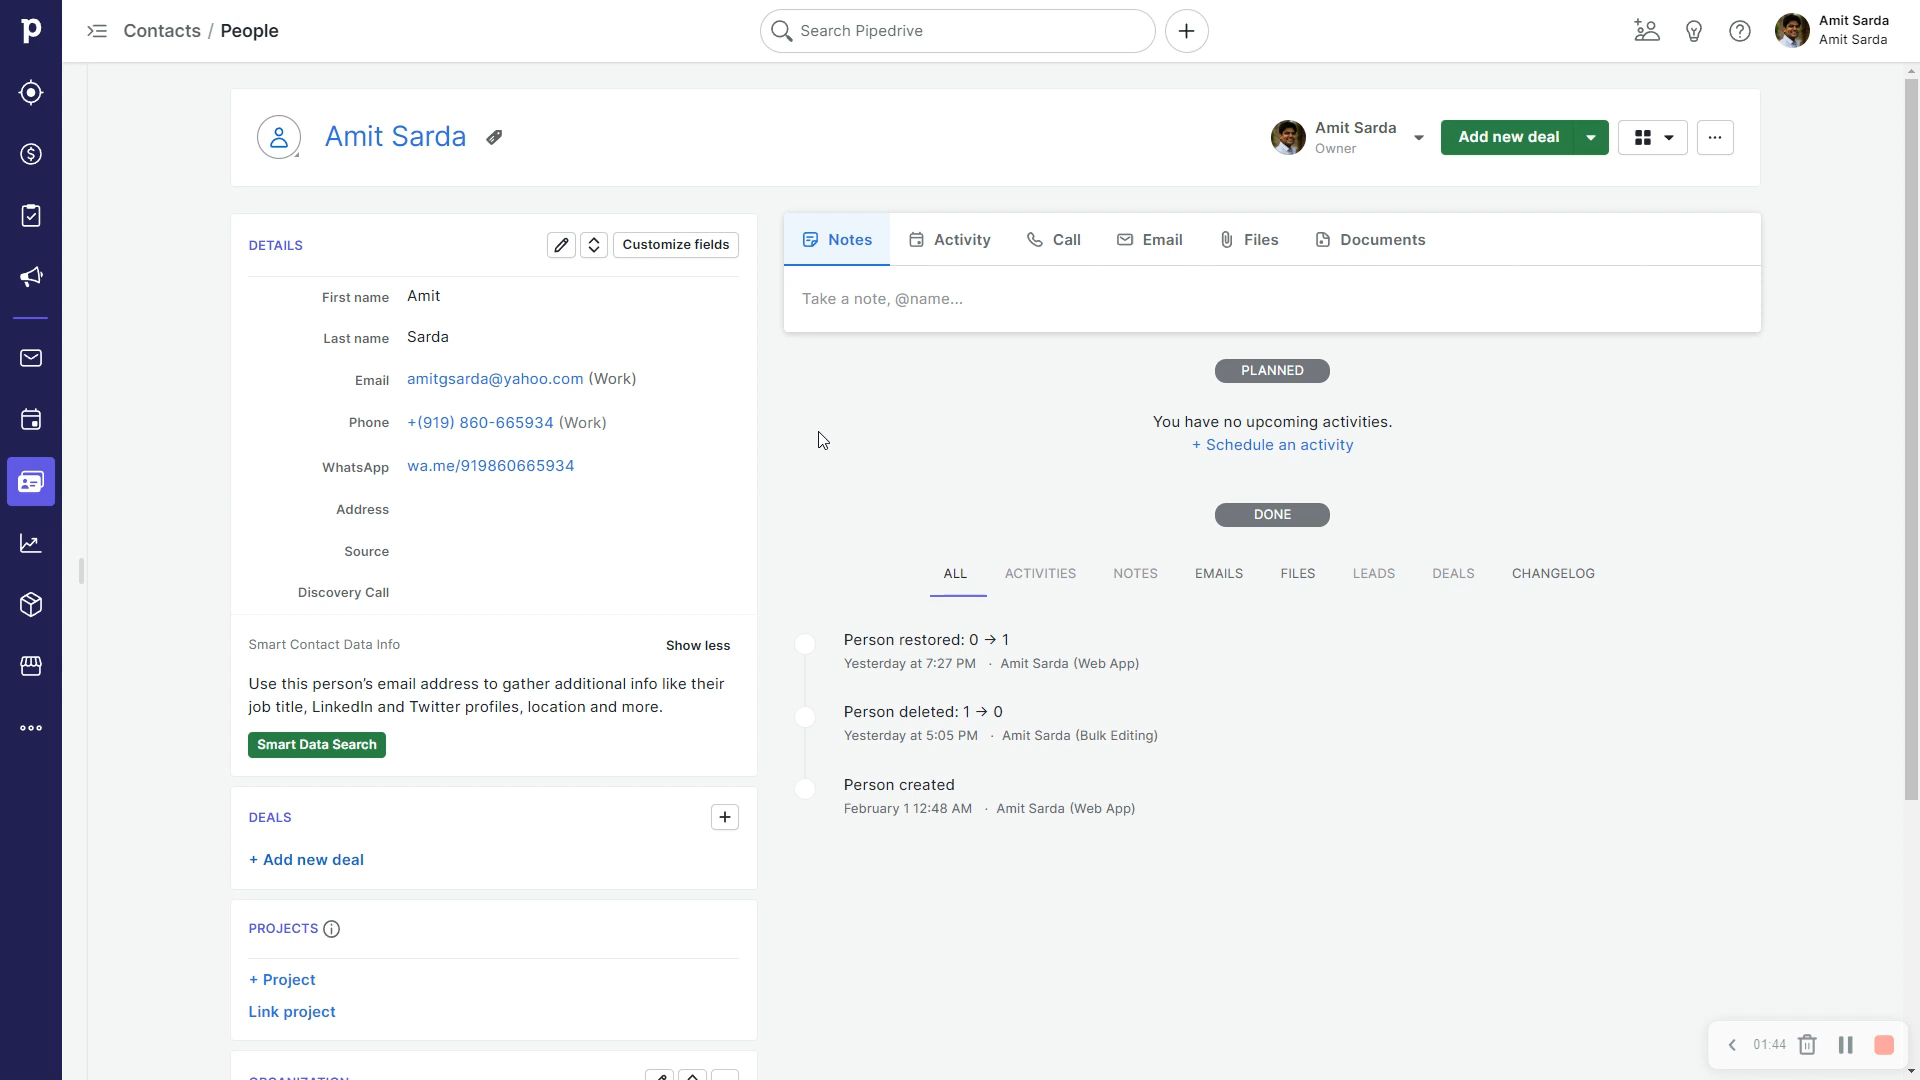 p
Contacts / People
Search Pipedrive
Amit Sarda
Amit Sarda
Amit Sarda
Amit Sarda
Owner
Add new deal
DETAILS
Customize fields
First name Amit
Last name Sarda
Email amitgsarda@yahoo.com (Work)
Phone +(919) 860-665934 (Work)
WhatsApp wa.me/919860665934
Address
Source
Discovery Call
Smart Contact Data Info Show less
Use this person's email address to gather additional info like their
job title, LinkedIn and Twitter profiles, location and more.
Smart Data Search
DEALS
+ Add new deal
PROJECTS
+ Project
Link project
ORGANIZATION
Notes Activity Call Email Files Documents
Take a note, @name...
PLANNED
You have no upcoming activities.
+ Schedule an activity
DONE
ALL ACTIVITIES NOTES EMAILS FILES LEADS DEALS CHANGELOG
Person restored: 0 → 1
Yesterday at 7:27 PM · Amit Sarda (Web App)
Person deleted: 1 → 0
Yesterday at 5:05 PM · Amit Sarda (Bulk Editing)
Person created
February 1 12:48 AM · Amit Sarda (Web App)
01:44